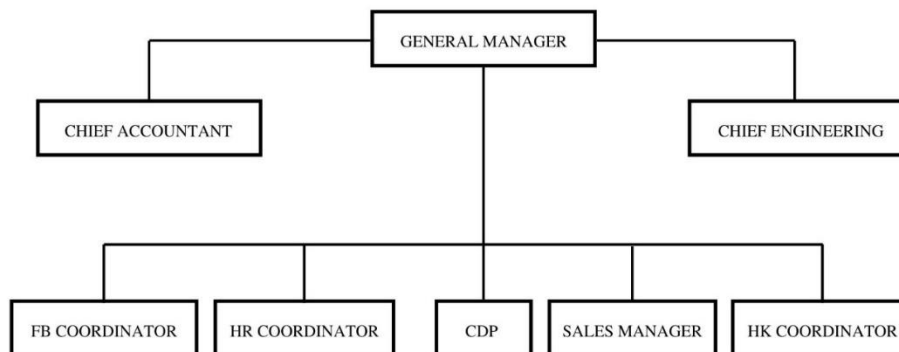 GENERAL MANAGER
CHIEF ACCOUNTANT
CHIEF ENGINEERING
FB COORDINATOR
HR COORDINATOR
CDP
SALES MANAGER
HK COORDINATOR